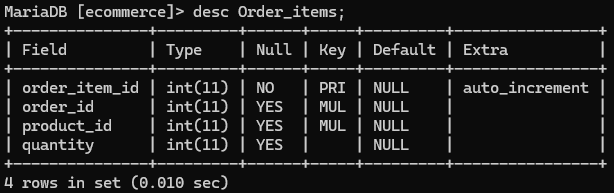 MariaDB [ecommerce]> desc Order_items;
+---------------+---------+------+-----+---------+----------------+
| Field         | Type    | Null | Key | Default | Extra          |
+---------------+---------+------+-----+---------+----------------+
| order_item_id | int(11) | NO   | PRI | NULL    | auto_increment |
| order_id      | int(11) | YES  | MUL | NULL    |                |
| product_id    | int(11) | YES  | MUL | NULL    |                |
| quantity      | int(11) | YES  |     | NULL    |                |
+---------------+---------+------+-----+---------+----------------+
4 rows in set (0.010 sec)